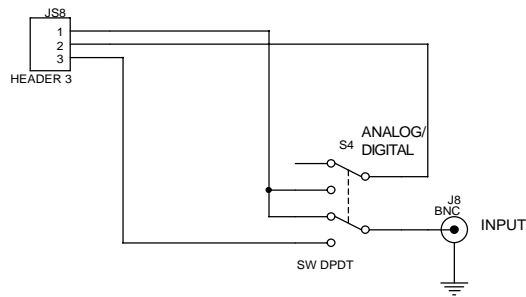 JS8
1
2
3
HEADER 3
ANALOG/
S4
DIGITAL
J8
BNC
INPUT
SW DPDT